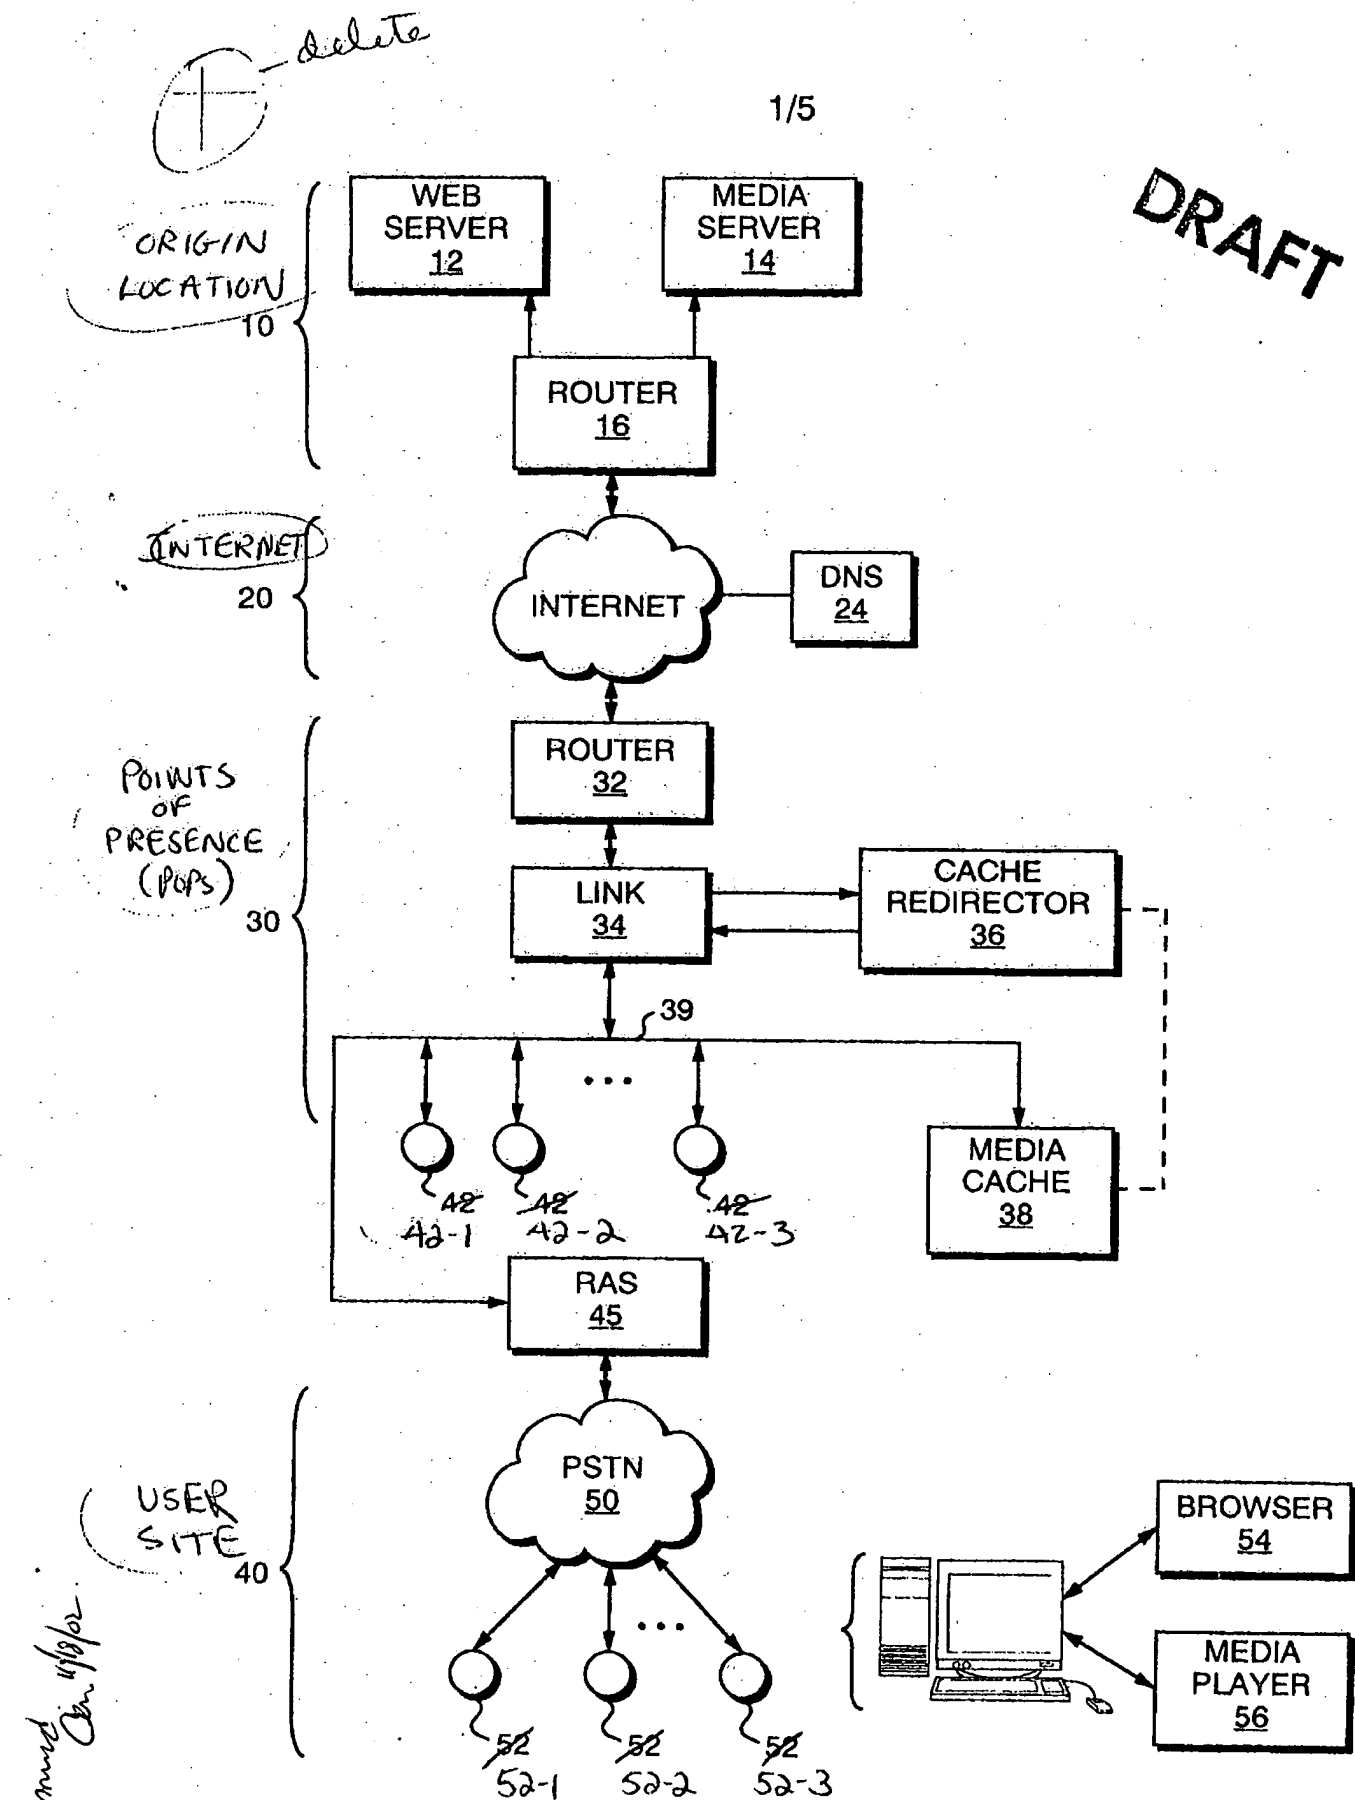 delete
1/5
DRAFT
WEB
SERVER
12
MEDIA
SERVER
14
ORIGIN
LOCATION
10
ROUTER
16
INTERNET
20
INTERNET
DNS
24
ROUTER
32
POINTS
OF
PRESENCE
(POPS)
30
LINK
34
CACHE
REDIRECTOR
36
39
42
42
42
42-1
42-2
42-3
MEDIA
CACHE
38
RAS
45
PSTN
50
USER
SITE
40
BROWSER
54
MEDIA
PLAYER
56
52
52
52
52-1
52-2
52-3
11/18/02